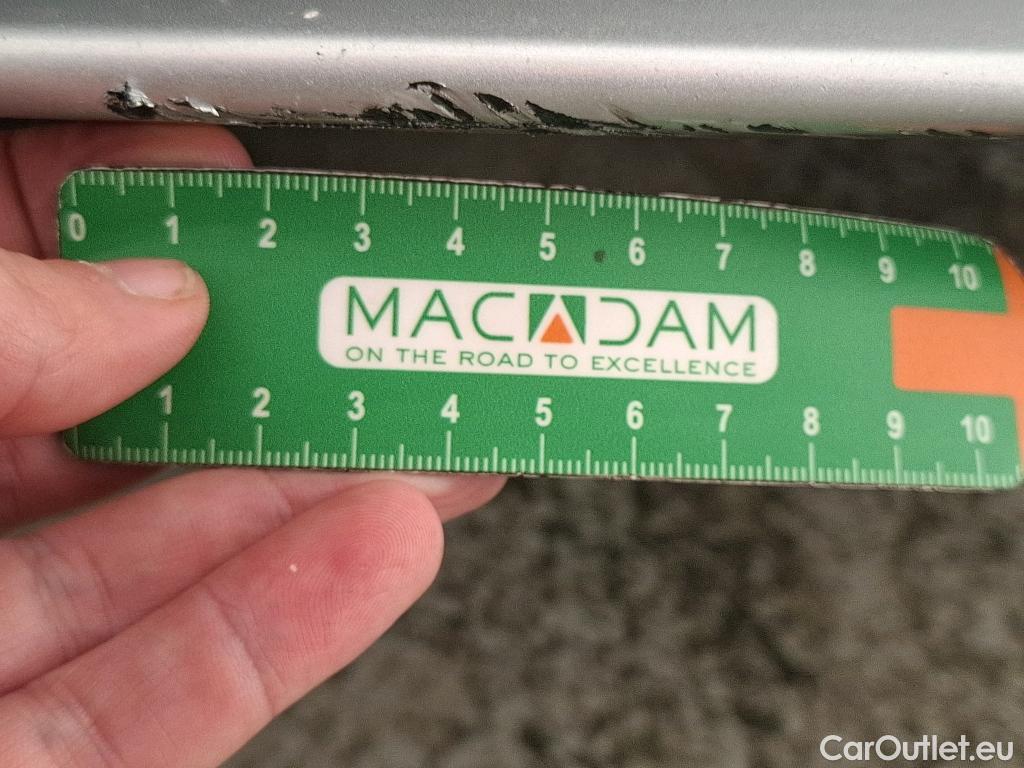 0 1 2 3 4 5 6 7 8 9 10
MACADAM
ON THE ROAD TO EXCELLENCE
1 2 3 4 5 6 7 8 9 10
CarOutlet.eu